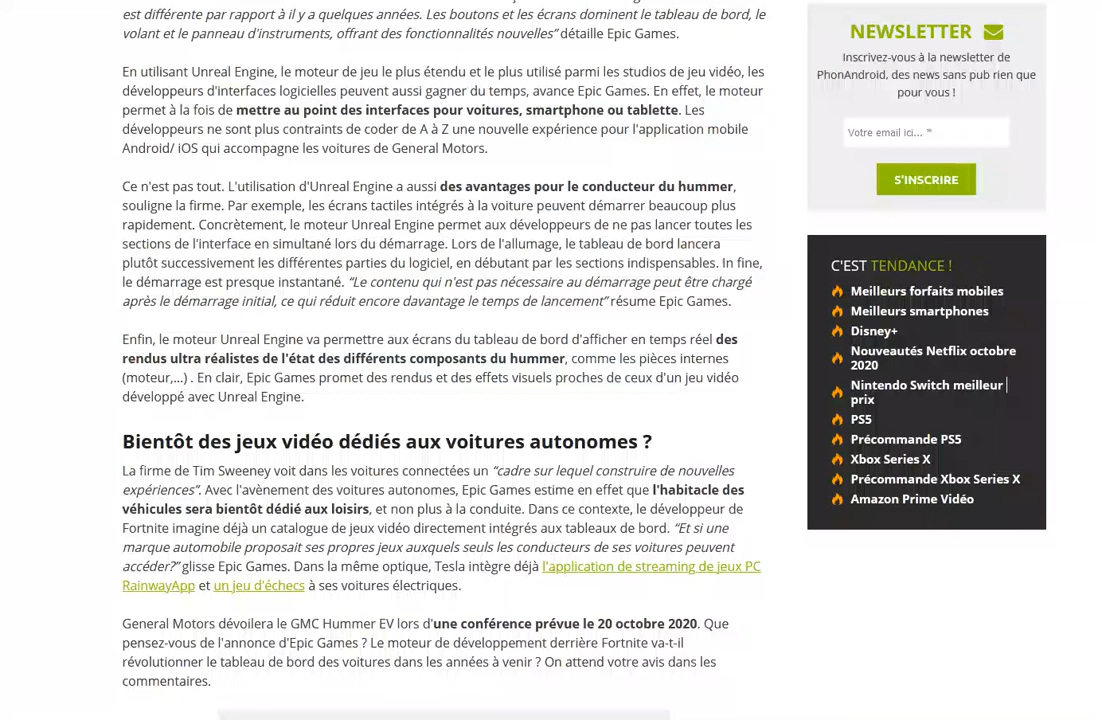 est différente par rapport à il y a quelques années. Les boutons et les écrans dominent le tableau de bord, le
volant et le panneau d'instruments, offrant des fonctionnalités nouvelles” détaille Epic Games.
En utilisant Unreal Engine, le moteur de jeu le plus étendu et le plus utilisé parmi les studios de jeu vidéo, les
développeurs d'interfaces logicielles peuvent aussi gagner du temps, avance Epic Games. En effet, le moteur
permet à la fois de mettre au point des interfaces pour voitures, smartphone ou tablette. Les
développeurs ne sont plus contraints de coder de A à Z une nouvelle expérience pour l'application mobile
Android/ iOS qui accompagne les voitures de General Motors.
Ce n'est pas tout. L'utilisation d'Unreal Engine a aussi des avantages pour le conducteur du hummer,
souligne la firme. Par exemple, les écrans tactiles intégrés à la voiture peuvent démarrer beaucoup plus
rapidement. Concrètement, le moteur Unreal Engine permet aux développeurs de ne pas lancer toutes les
sections de l'interface en simultané lors du démarrage. Lors de l'allumage, le tableau de bord lancera
plutôt successivement les différentes parties du logiciel, en débutant par les sections indispensables. In fine,
le démarrage est presque instantané. “Le contenu qui n'est pas nécessaire au démarrage peut être chargé
après le démarrage initial, ce qui réduit encore davantage le temps de lancement” résume Epic Games.
Enfin, le moteur Unreal Engine va permettre aux écrans du tableau de bord d'afficher en temps réel des
rendus ultra réalistes de l'état des différents composants du hummer, comme les pièces internes
(moteur,...) . En clair, Epic Games promet des rendus et des effets visuels proches de ceux d'un jeu vidéo
développé avec Unreal Engine.
Bientôt des jeux vidéo dédiés aux voitures autonomes ?
La firme de Tim Sweeney voit dans les voitures connectées un “cadre sur lequel construire de nouvelles
expériences”. Avec l'avènement des voitures autonomes, Epic Games estime en effet que l'habitacle des
véhicules sera bientôt dédié aux loisirs, et non plus à la conduite. Dans ce contexte, le développeur de
Fortnite imagine déjà un catalogue de jeux vidéo directement intégrés aux tableaux de bord. “Et si une
marque automobile proposait ses propres jeux auxquels seuls les conducteurs de ses voitures peuvent
accéder?” glisse Epic Games. Dans la même optique, Tesla intègre déjà l'application de streaming de jeux PC
RainwayApp et un jeu d'échecs à ses voitures électriques.
General Motors dévoilera le GMC Hummer EV lors d'une conférence prévue le 20 octobre 2020. Que
pensez-vous de l'annonce d'Epic Games ? Le moteur de développement derrière Fortnite va-t-il
révolutionner le tableau de bord des voitures dans les années à venir ? On attend votre avis dans les
commentaires.
NEWSLETTER
Inscrivez-vous à la newsletter de
PhonAndroid, des news sans pub rien que
pour vous !
Votre email ici... *
S'INSCRIRE
C'EST TENDANCE !
Meilleurs forfaits mobiles
Meilleurs smartphones
Disney+
Nouveautés Netflix octobre
2020
Nintendo Switch meilleur
prix
PS5
Précommande PS5
Xbox Series X
Précommande Xbox Series X
Amazon Prime Vidéo